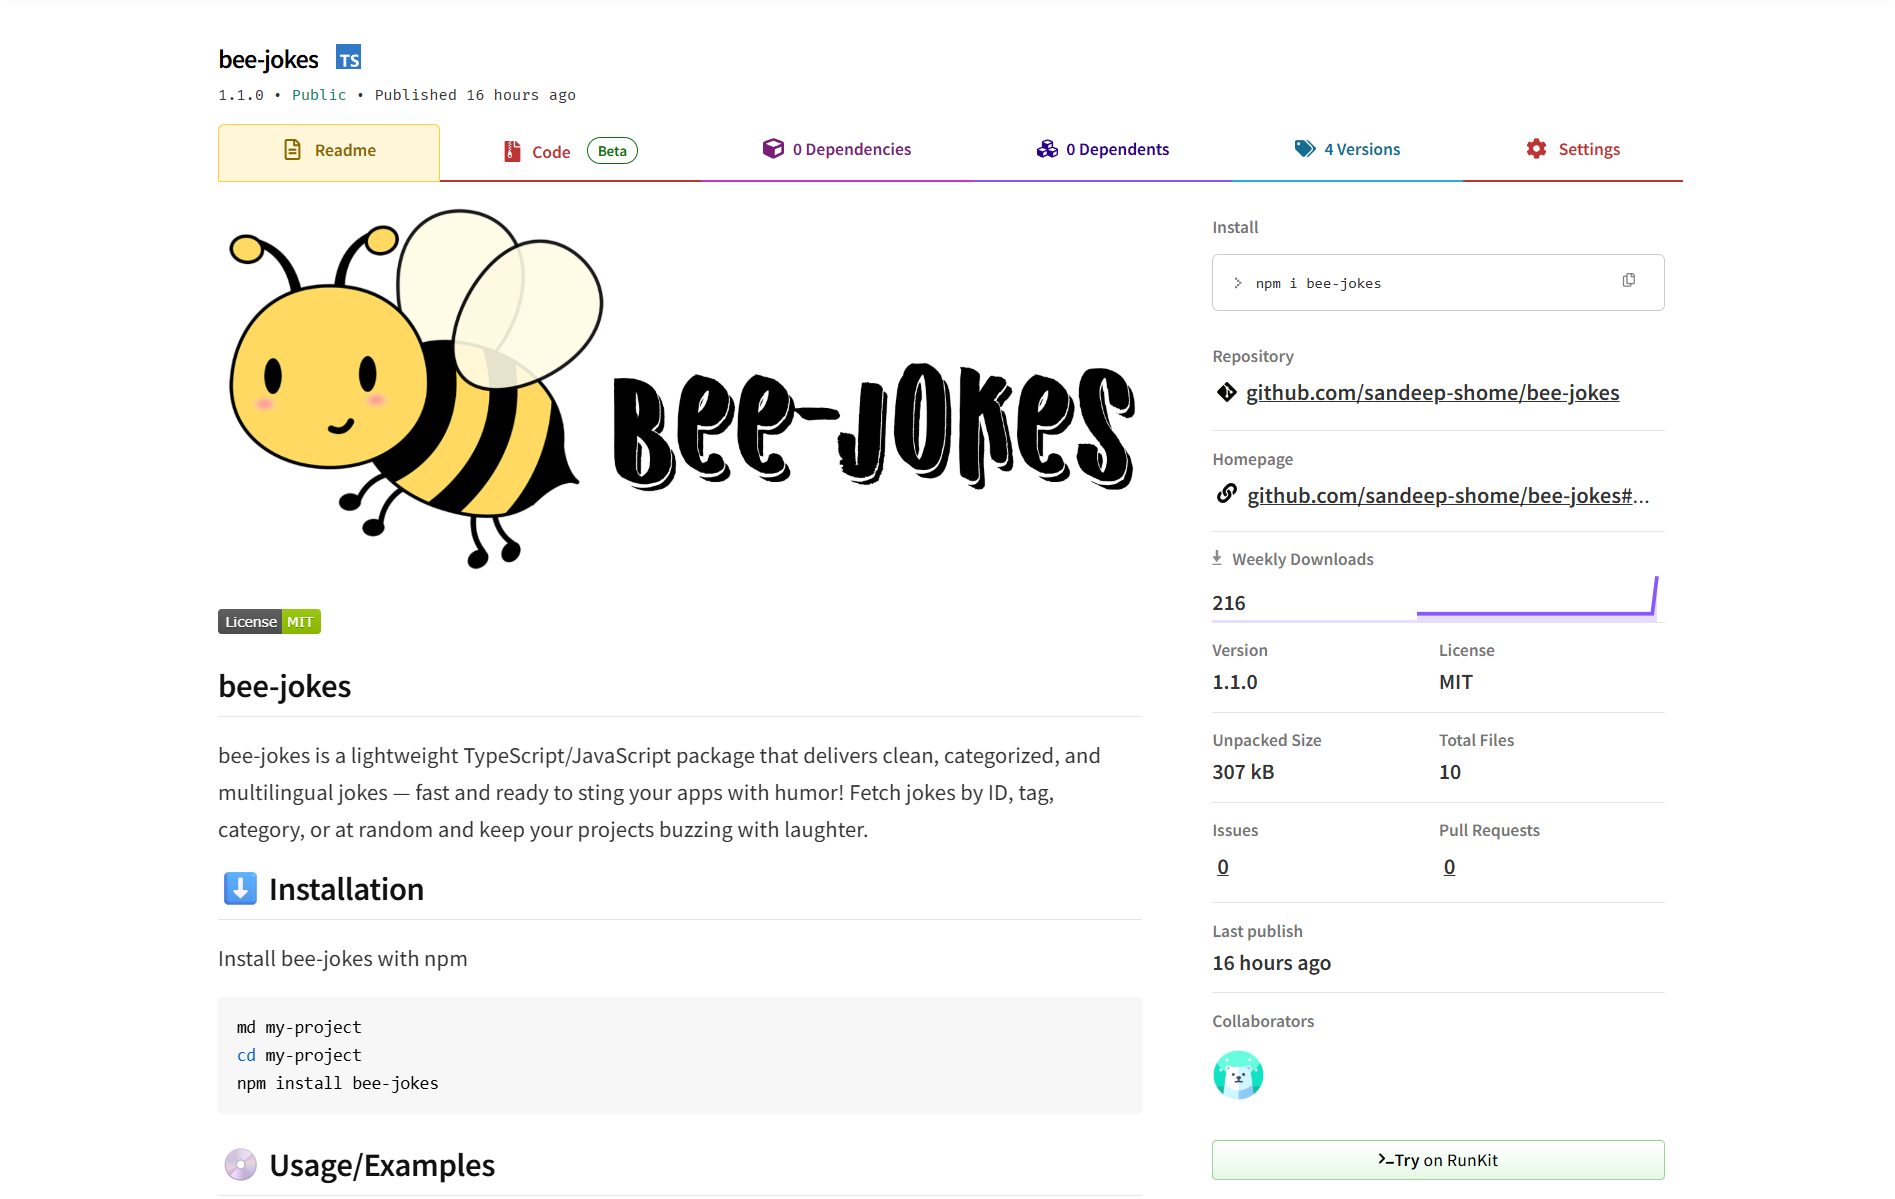 bee-jokes TS
1.1.0 • Public • Published 16 hours ago
Readme
Code Beta
0 Dependencies
0 Dependents
4 Versions
Settings
BEE-JOKES
License MIT
bee-jokes
bee-jokes is a lightweight TypeScript/JavaScript package that delivers clean, categorized, and
multilingual jokes — fast and ready to sting your apps with humor! Fetch jokes by ID, tag,
category, or at random and keep your projects buzzing with laughter.
⬇️ Installation
Install bee-jokes with npm
md my-project
cd my-project
npm install bee-jokes
💿 Usage/Examples
Install
> npm i bee-jokes
Repository
github.com/sandeep-shome/bee-jokes
Homepage
github.com/sandeep-shome/bee-jokes#...
Weekly Downloads
216
Version
1.1.0
License
MIT
Unpacked Size
307 kB
Total Files
10
Issues
0
Pull Requests
0
Last publish
16 hours ago
Collaborators
Try on RunKit